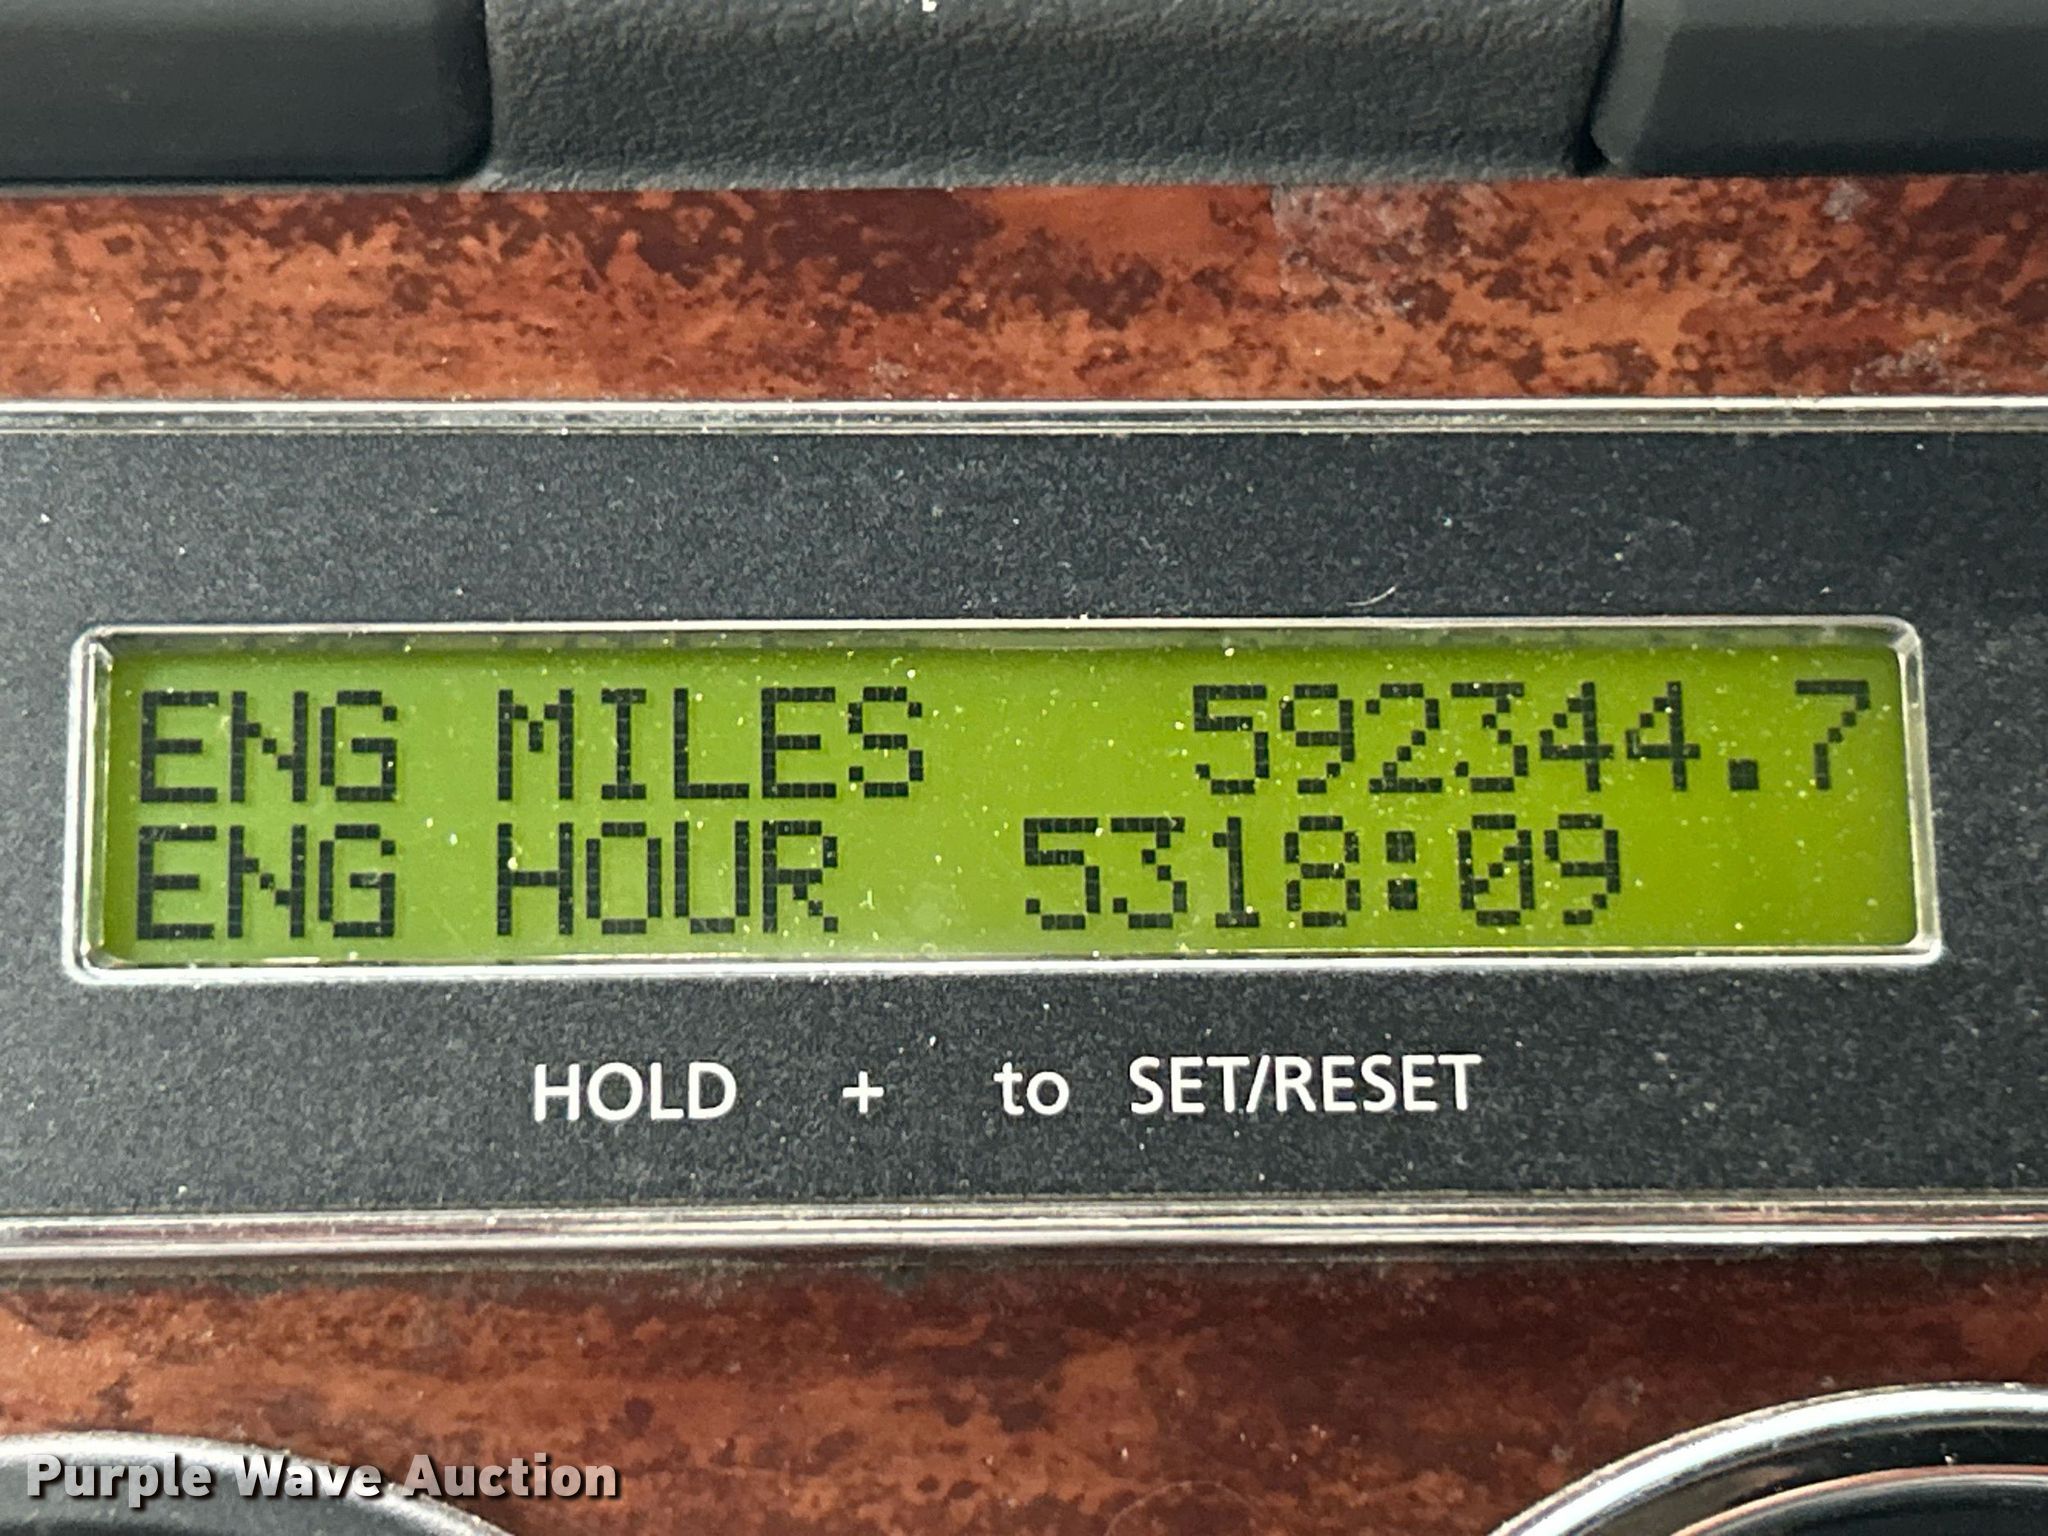 ENG MILES 592344.7
ENG HOUR 5318:09
HOLD + to SET/RESET
Purple Wave Auction